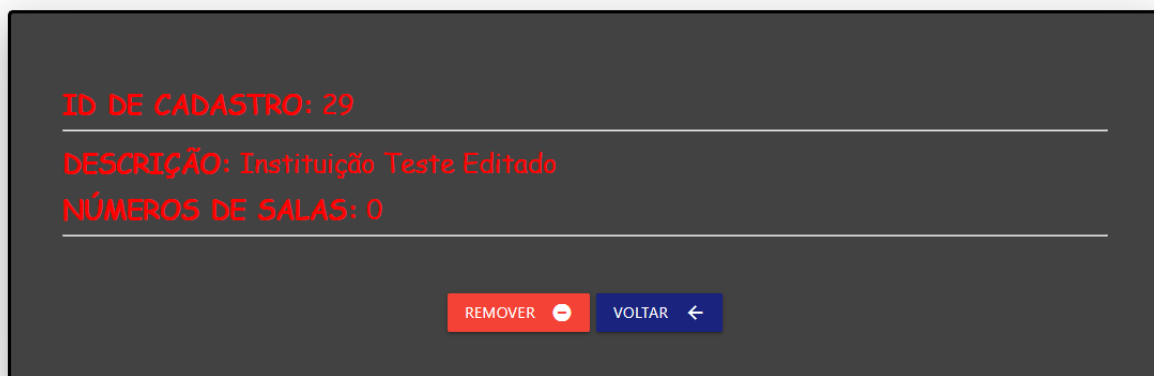 ID DE CADASTRO: 29
DESCRIÇÃO: Instituição Teste Editado
NÚMEROS DE SALAS: 0
REMOVER VOLTAR